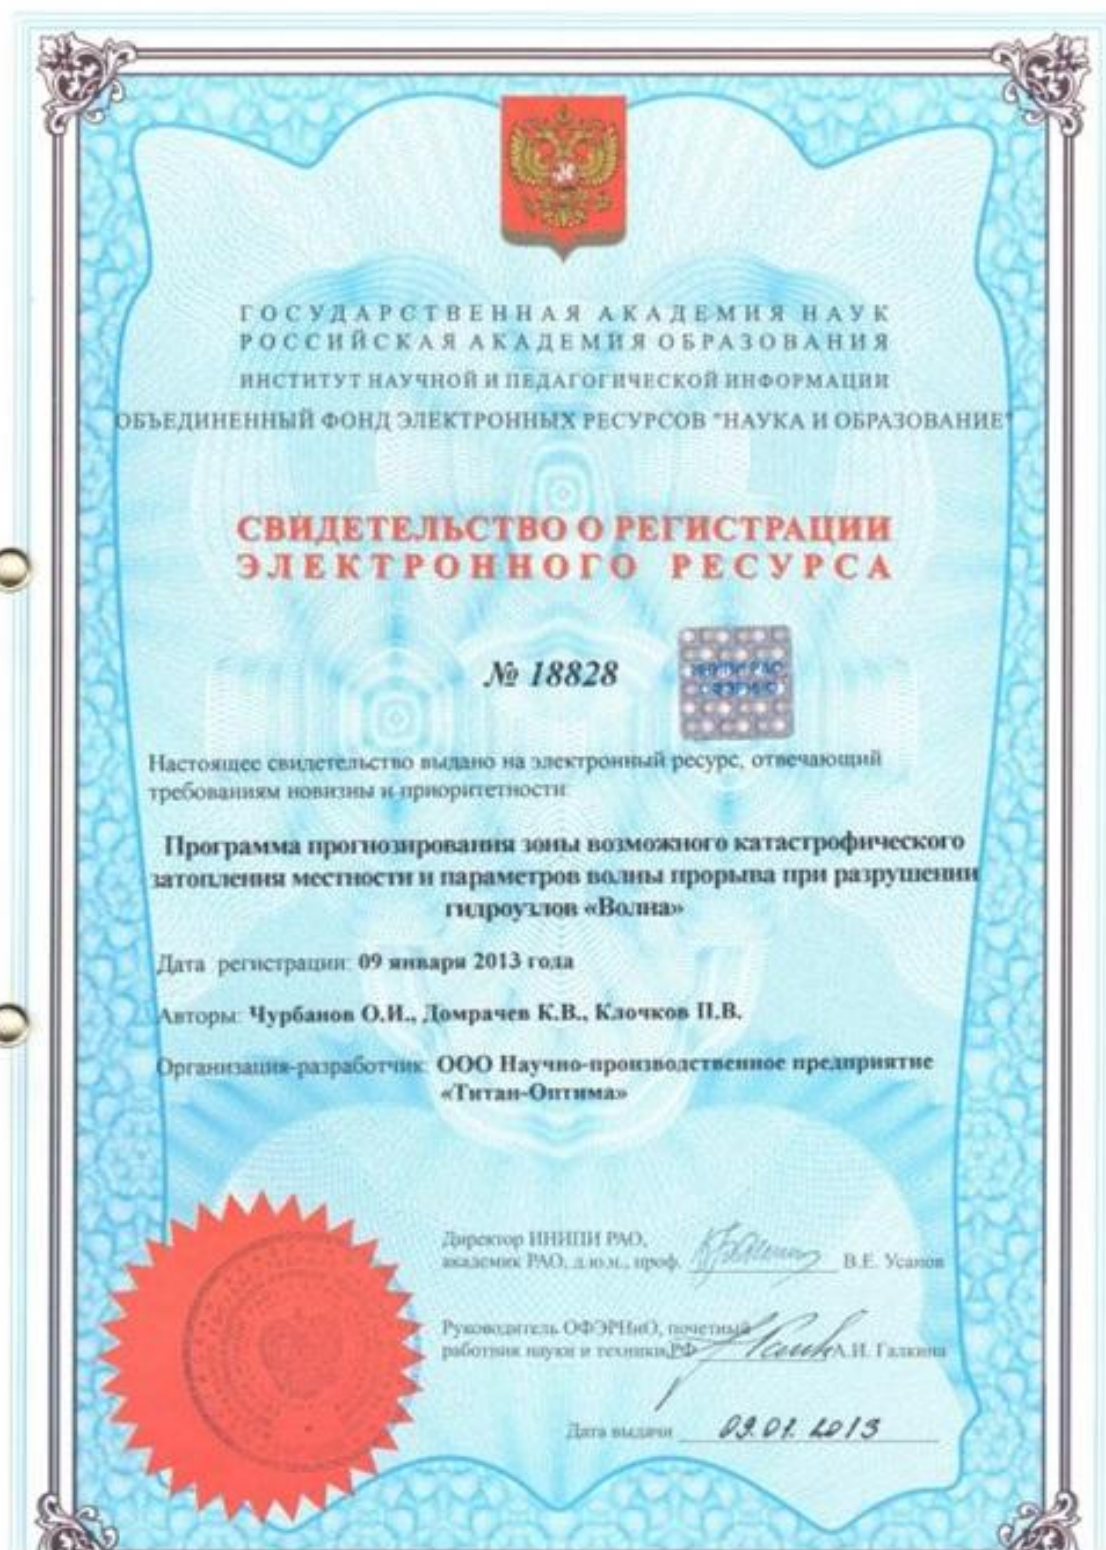 ГОСУДАРСТВЕННАЯ АКАДЕМИЯ НАУК
РОССИЙСКАЯ АКАДЕМИЯ ОБРАЗОВАНИЯ
ИНСТИТУТ НАУЧНОЙ И ПЕДАГОГИЧЕСКОЙ ИНФОРМАЦИИ
ОБЪЕДИНЕННЫЙ ФОНД ЭЛЕКТРОННЫХ РЕСУРСОВ "НАУКА И ОБРАЗОВАНИЕ"
СВИДЕТЕЛЬСТВО О РЕГИСТРАЦИИ
ЭЛЕКТРОННОГО РЕСУРСА
№ 18828
Настоящее свидетельство выдано на электронный ресурс, отвечающий
требованиям новизны и приоритетности:
Программа прогнозирования зоны возможного катастрофического
затопления местности и параметров волны прорыва при разрушении
гидроузлов «Волна»
Дата регистрации: 09 января 2013 года
Авторы: Чурбанов О.И., Домрачев К.В., Клочков П.В.
Организация-разработчик: ООО Научно-производственное предприятие
«Титан-Оптима»
Директор ИНИПИ РАО,
академик РАО, д.ю.н., проф. В.Е. Усанов
Руководитель ОФЭРНиО, почетный
работник науки и техники РФ А.И. Галкина
Дата выдачи 09.01.2013